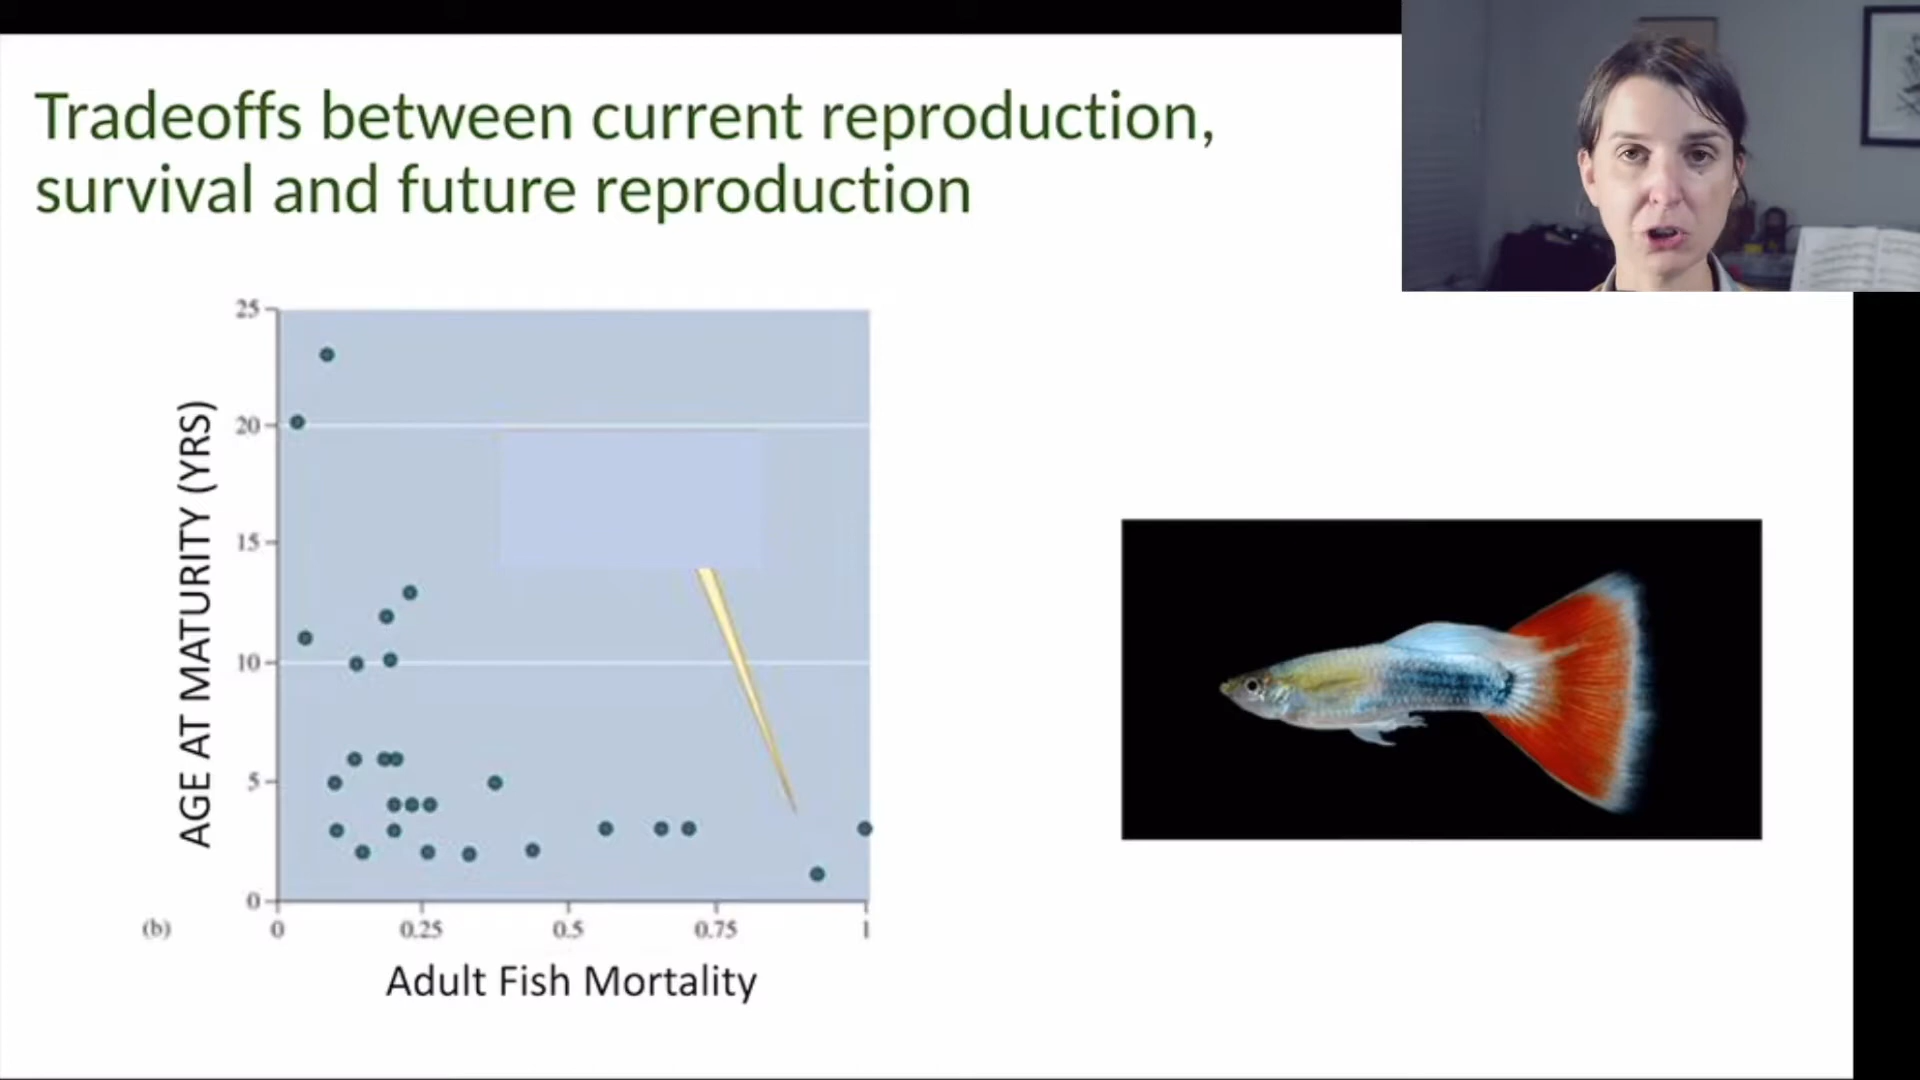 Tradeoffs between current reproduction,
survival and future reproduction
25
20
15
10
5
0
AGE AT MATURITY (YRS)
(b)
0 0.25 0.5 0.75 1
Adult Fish Mortality